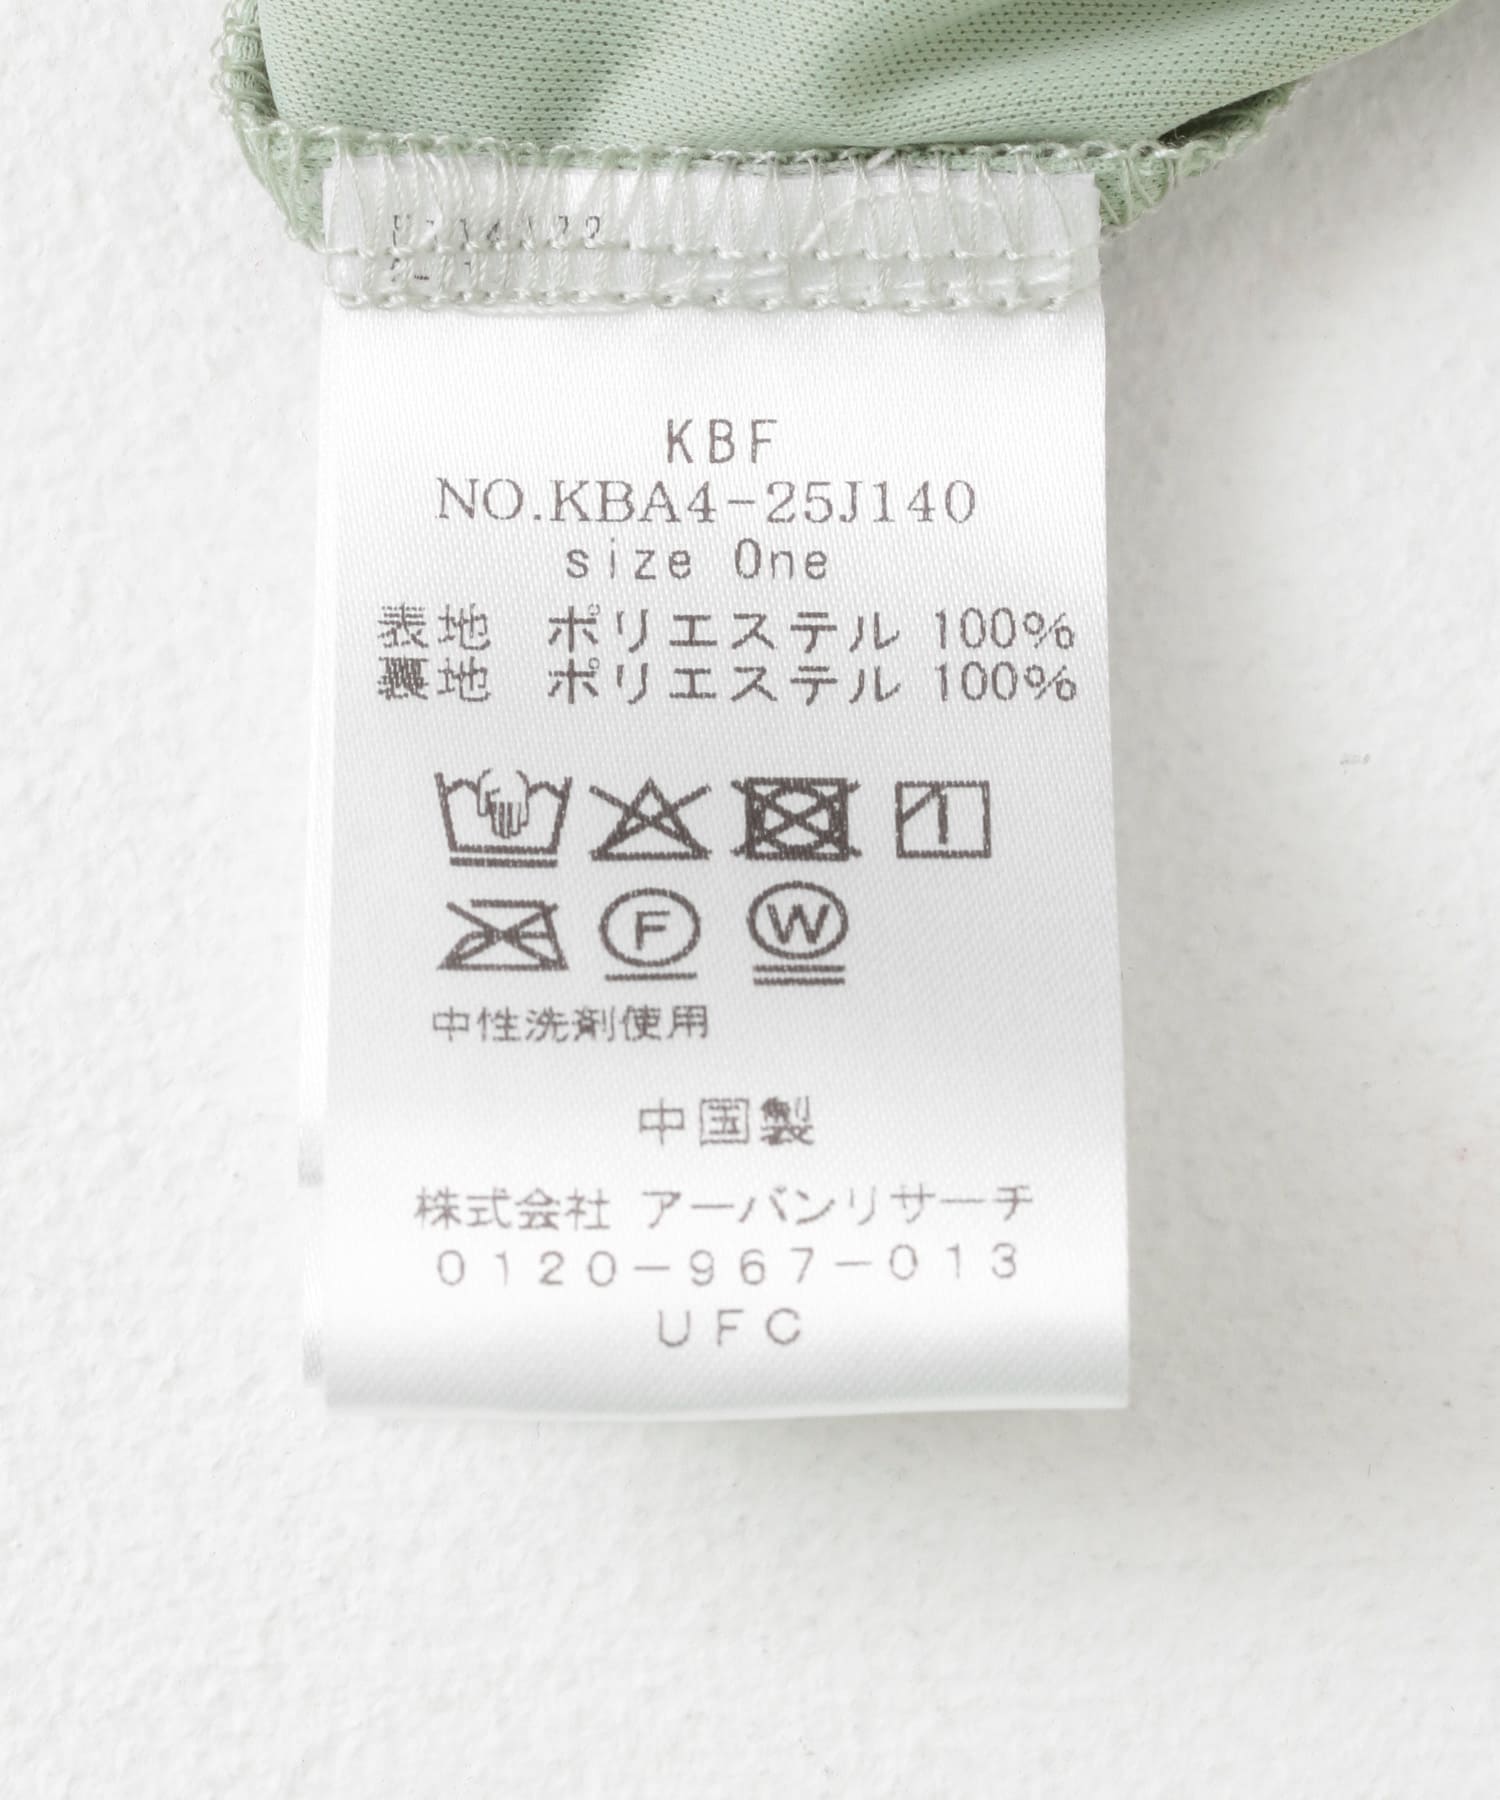 KBF
NO.KBA4-25J140
size One
表地 ポリエステル 100%
裏地 ポリエステル 100%
F
W
中性洗剤使用
中国製
株式会社 アーバンリサーチ
0120-967-013
UFC